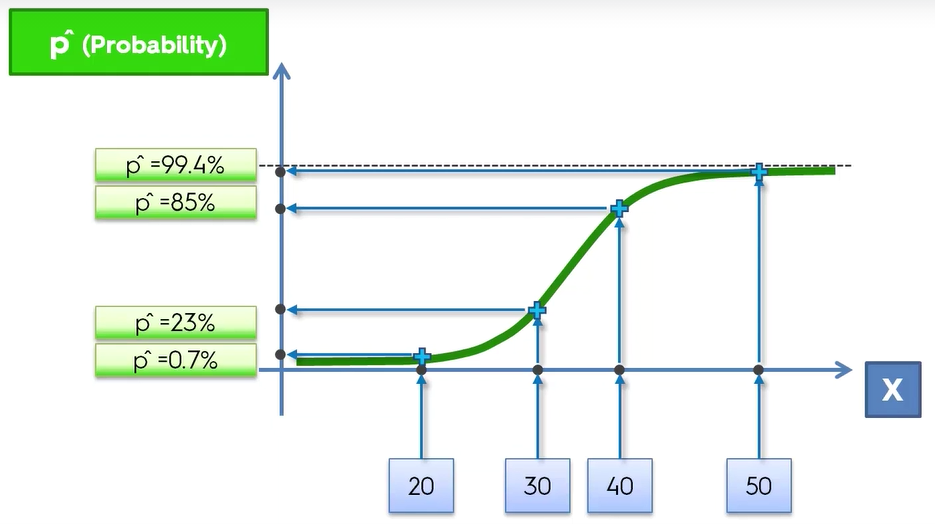 p̂ (Probability)
p̂ =99.4%
p̂ =85%
p̂ =23%
p̂ =0.7%
X
20
30
40
50